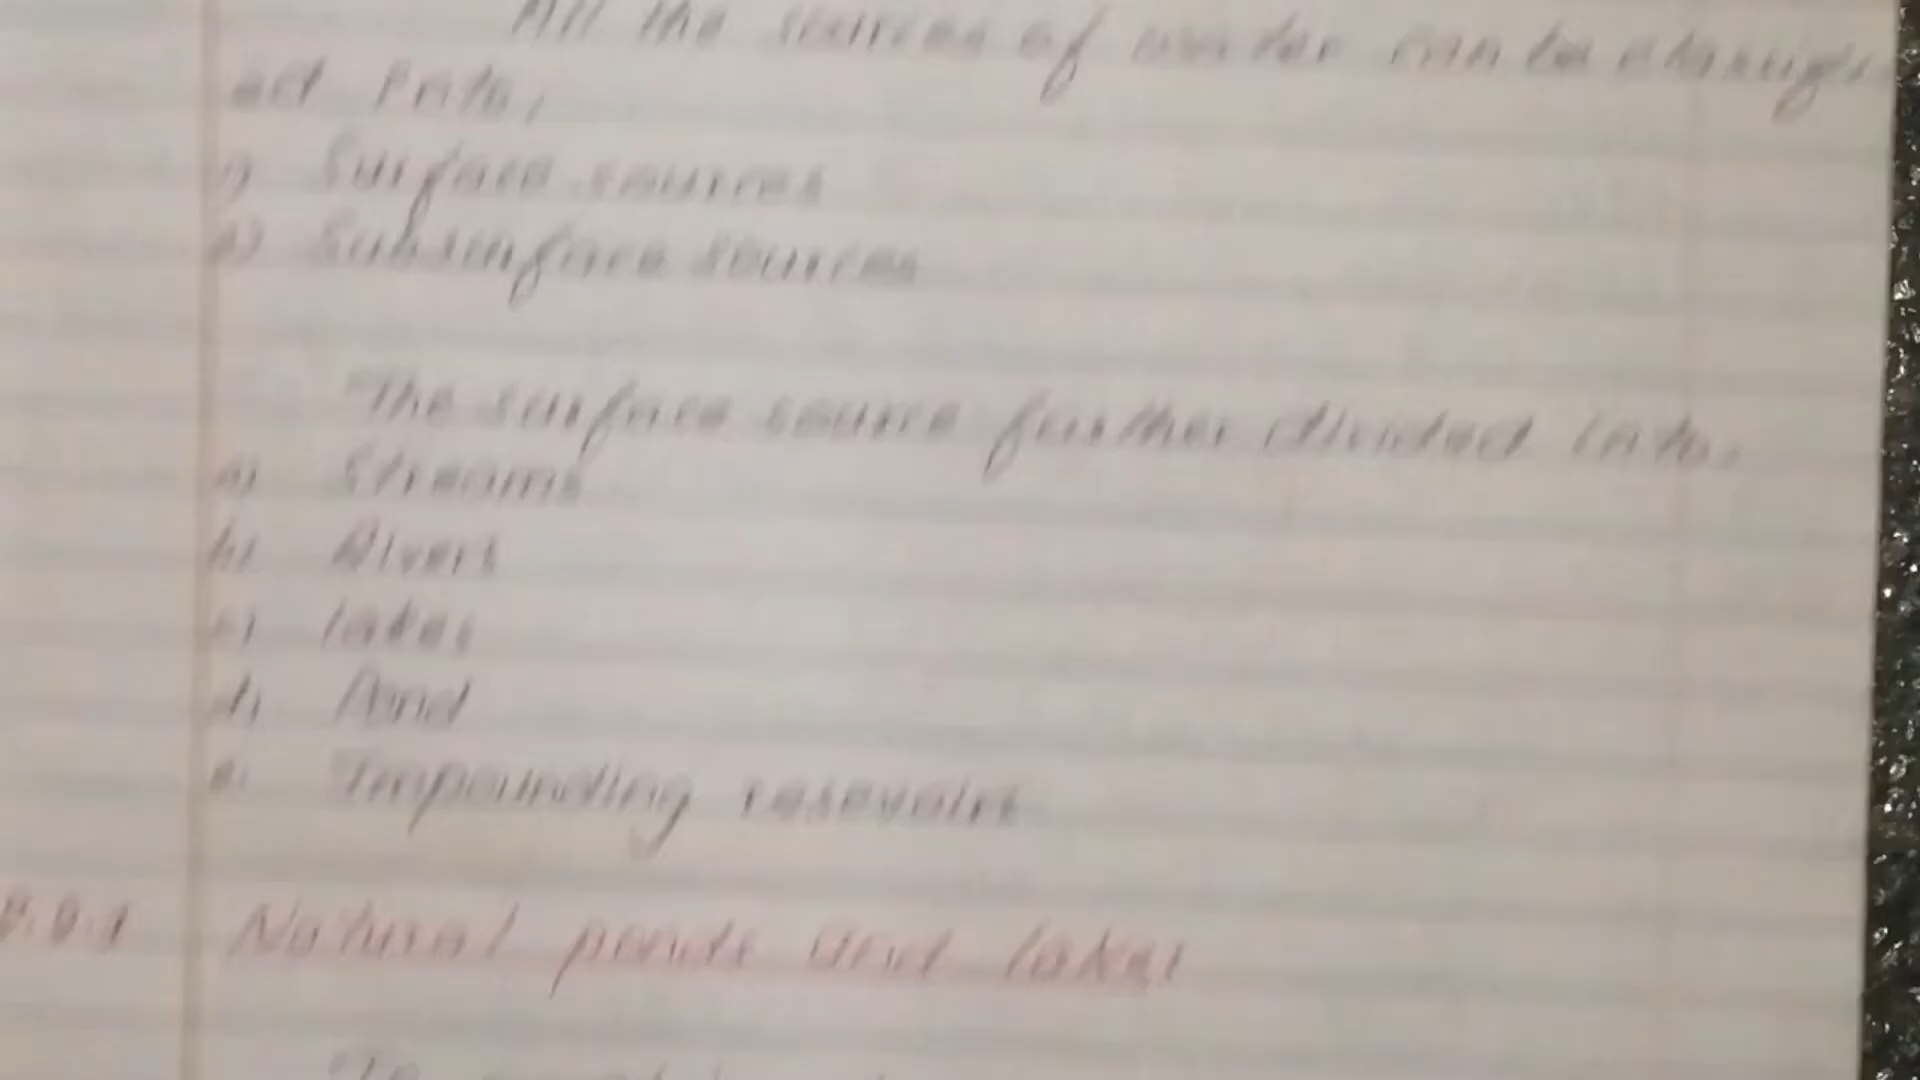 All the sources of water can be classifi
ed into,
1) Surface sources
2) Subsurface sources
The surface source further divided into,
a) Streams
b) Rivers
c) lakes
d) Pond
e) Impounding resevoirs
Natural ponds and lakes